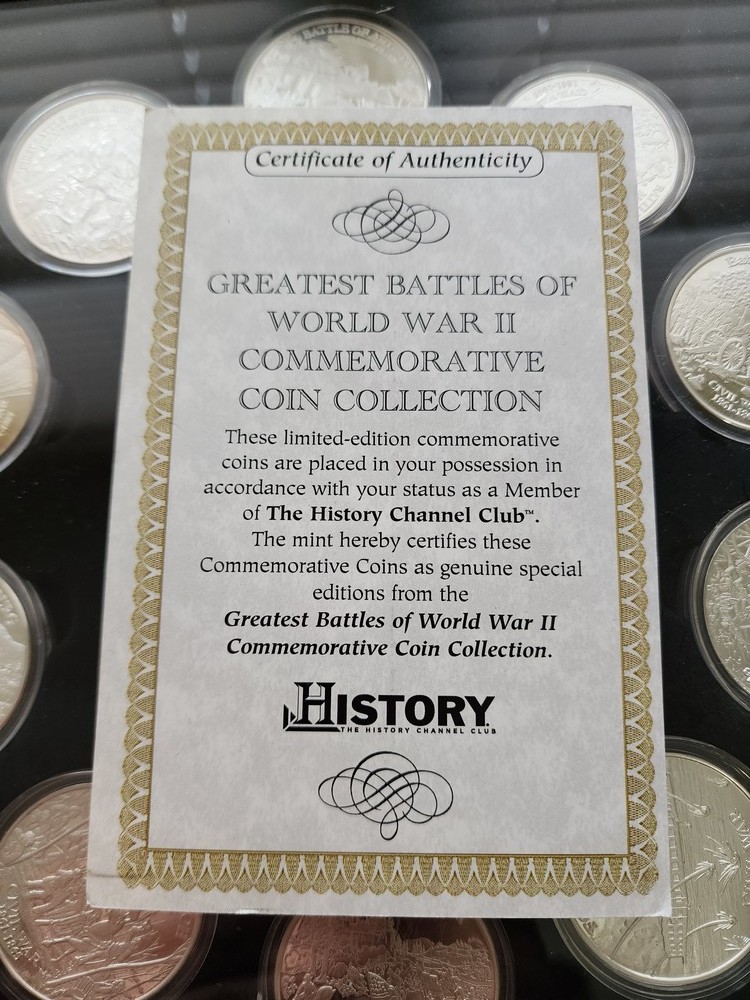 BATTLE OF
Certificate of Authenticity
GREATEST BATTLES OF
WORLD WAR II
COMMEMORATIVE
COIN COLLECTION
These limited-edition commemorative
coins are placed in your possession in
accordance with your status as a Member
of The History Channel Club™.
The mint hereby certifies these
Commemorative Coins as genuine special
editions from the
Greatest Battles of World War II
Commemorative Coin Collection.
HISTORY
THE HISTORY CHANNEL CLUB
CIVIL